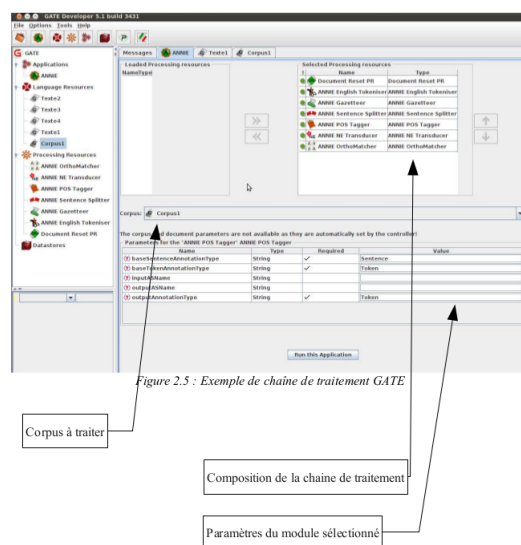 GATE Developer 5.1 build 3431
File Options Tools Help
GATE
Applications
ANNIE
Language Resources
Texte2
Texte3
Texte4
Texte1
Corpus1
Processing Resources
ANNIE OrthoMatcher
ANNIE NE Transducer
ANNIE POS Tagger
ANNIE Sentence Splitter
ANNIE Gazetteer
ANNIE English Tokeniser
Document Reset PR
Datastores
Messages ANNIE Texte1 Corpus1
Loaded Processing resources
Name Type
Selected Processing resources
! Name Type
Document Reset PR Document Reset PR
ANNIE English Tokeniser ANNIE English Tokeniser
ANNIE Gazetteer ANNIE Gazetteer
ANNIE Sentence Splitter ANNIE Sentence Splitter
ANNIE POS Tagger ANNIE POS Tagger
ANNIE NE Transducer ANNIE NE Transducer
ANNIE OrthoMatcher ANNIE OrthoMatcher
Corpus: Corpus1
The corpus and document parameters are not available as they are automatically set by the controller!
Parameters for the 'ANNIE POS Tagger' ANNIE POS Tagger
Name Type Required Value
(?) baseSentenceAnnotationType String ✓ Sentence
(?) baseTokenAnnotationType String ✓ Token
(?) inputASName String
(?) outputASName String
(?) outputAnnotationType String ✓ Token
Run this Application
Figure 2.5 : Exemple de chaîne de traitement GATE
Corpus à traiter
Composition de la chaine de traitement
Paramètres du module sélectionné